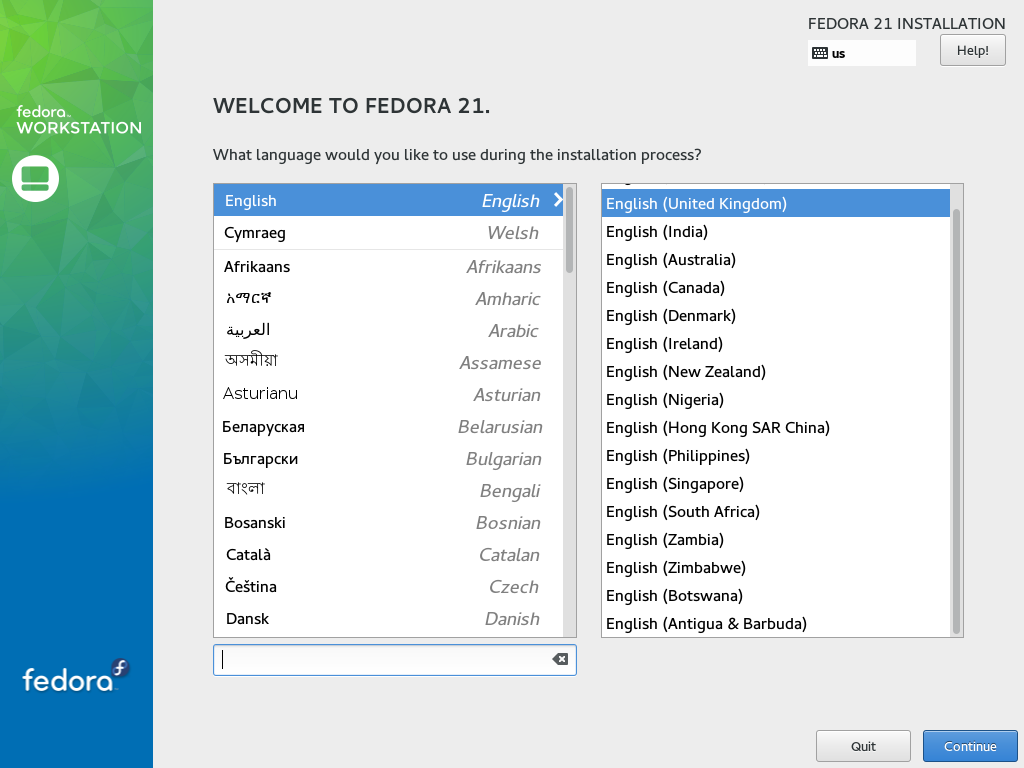 fedora
WORKSTATION
fedora
FEDORA 21 INSTALLATION
us
Help!
WELCOME TO FEDORA 21.
What language would you like to use during the installation process?
English English
Cymraeg Welsh
Afrikaans Afrikaans
አማርኛ Amharic
العربية Arabic
অসমীয়া Assamese
Asturianu Asturian
Беларуская Belarusian
Български Bulgarian
বাংলা Bengali
Bosanski Bosnian
Català Catalan
Čeština Czech
Dansk Danish
English (United Kingdom)
English (India)
English (Australia)
English (Canada)
English (Denmark)
English (Ireland)
English (New Zealand)
English (Nigeria)
English (Hong Kong SAR China)
English (Philippines)
English (Singapore)
English (South Africa)
English (Zambia)
English (Zimbabwe)
English (Botswana)
English (Antigua & Barbuda)
Quit
Continue